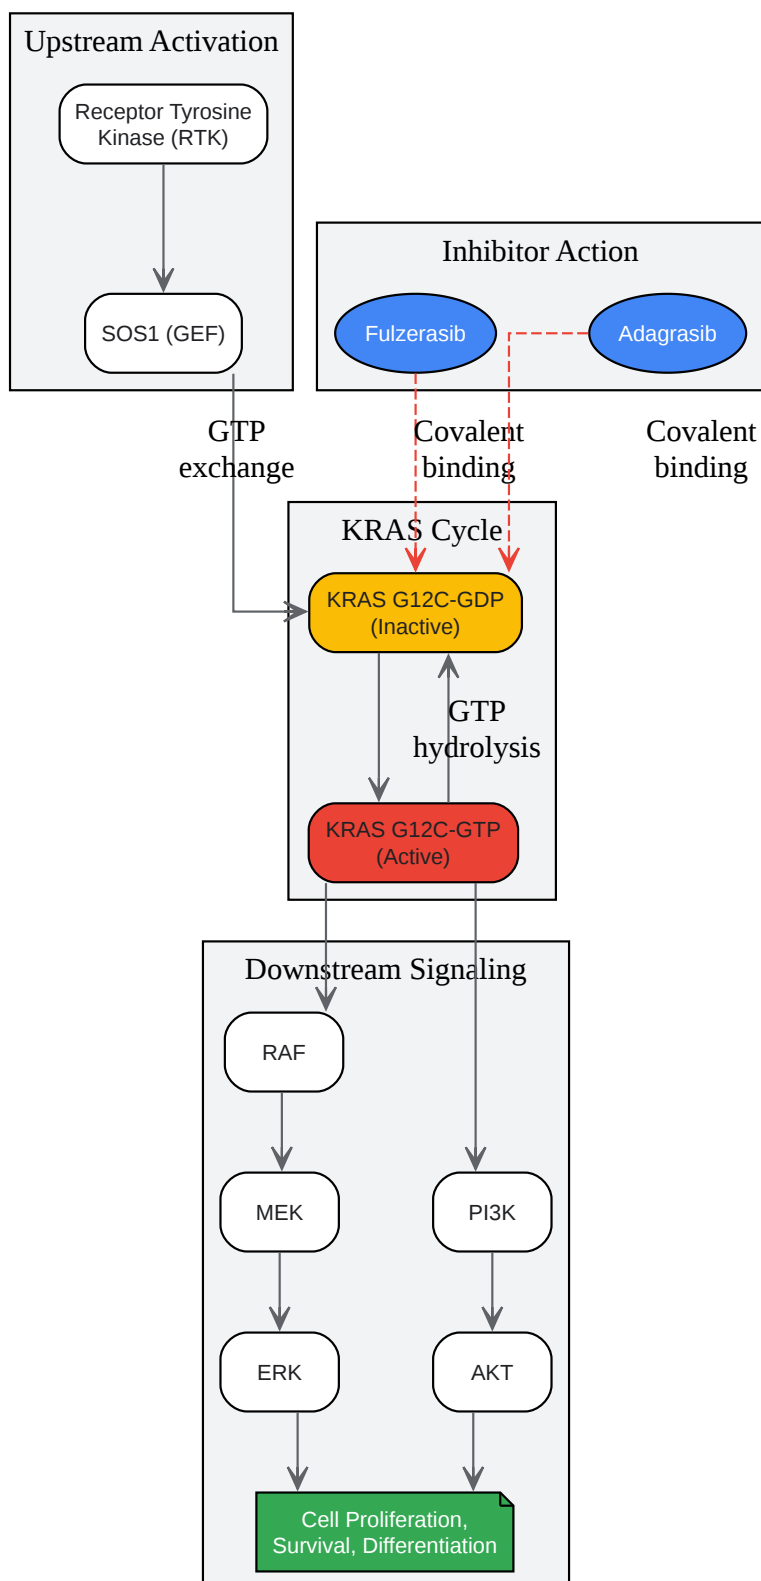 Upstream Activation
Receptor Tyrosine
Kinase (RTK)
SOS1 (GEF)
Inhibitor Action
Fulzerasib
Adagrasib
GTP
exchange
Covalent
binding
Covalent
binding
KRAS Cycle
KRAS G12C-GDP
(Inactive)
GTP
hydrolysis
KRAS G12C-GTP
(Active)
Downstream Signaling
RAF
MEK
PI3K
ERK
AKT
Cell Proliferation,
Survival, Differentiation